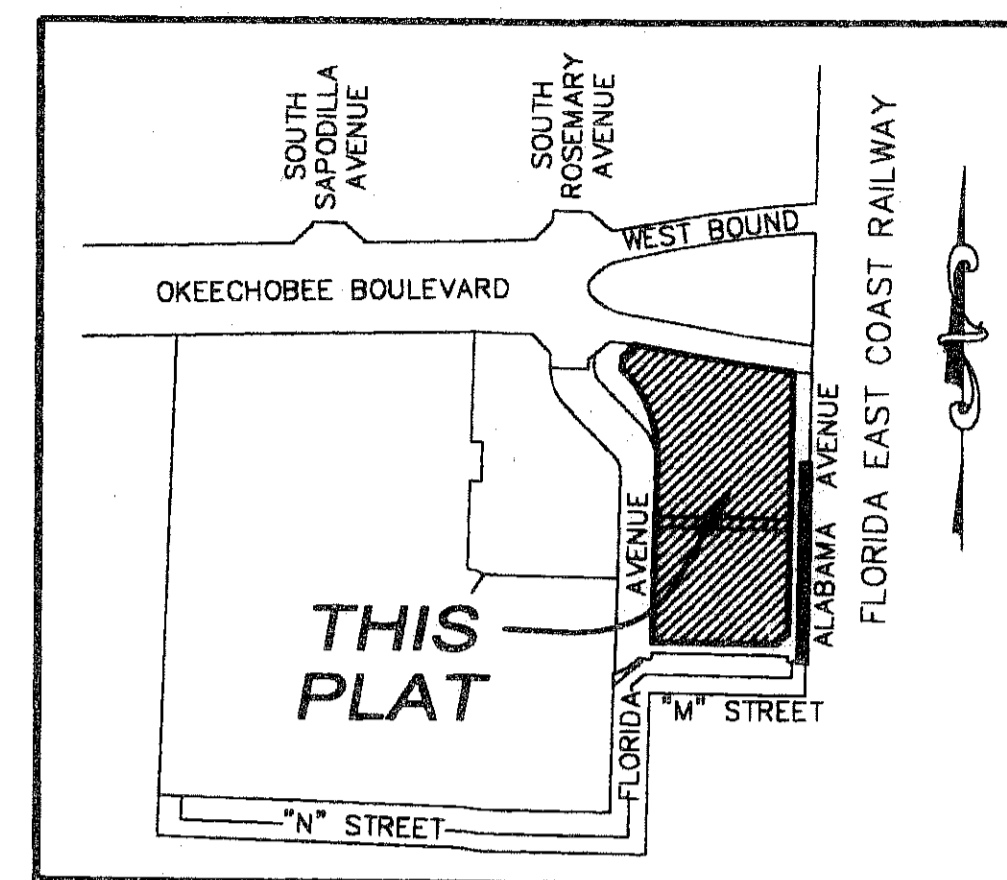 SOUTH
SAPODILLA
AVENUE
SOUTH
ROSEMARY
AVENUE
WEST BOUND
OKEECHOBEE BOULEVARD
FLORIDA EAST COAST RAILWAY
ALABAMA AVENUE
FLORIDA AVENUE
THIS
PLAT
"M" STREET
"N" STREET